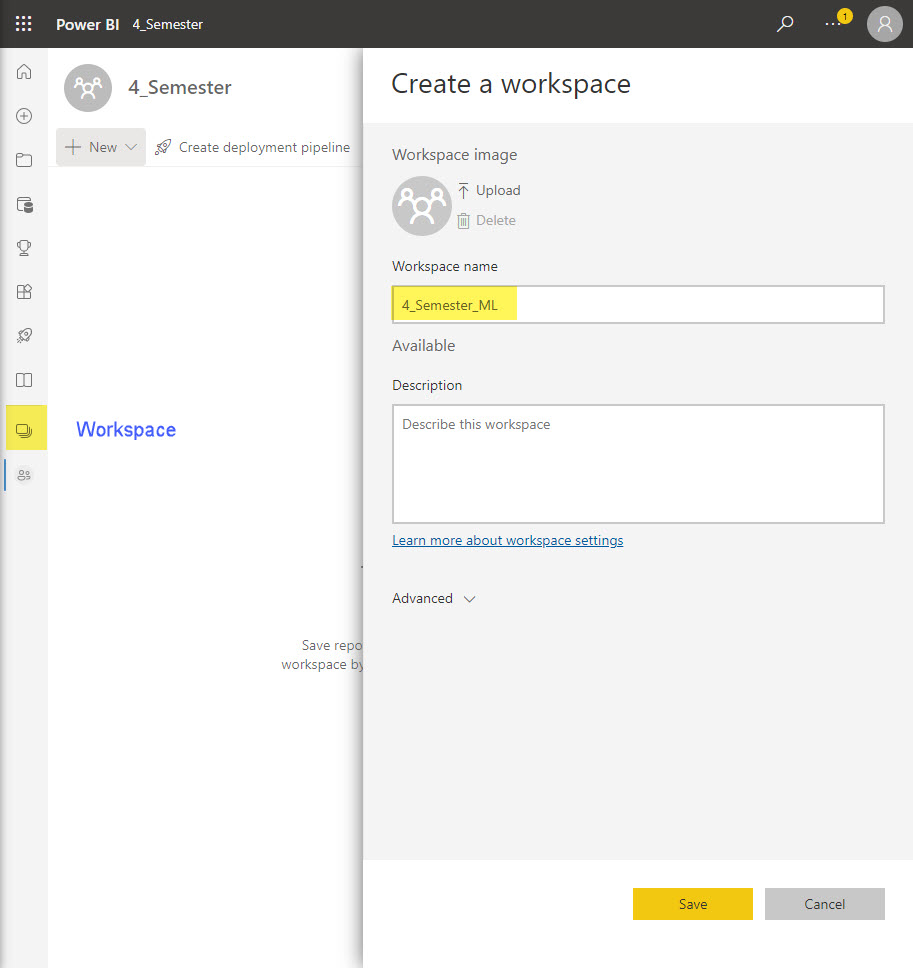 Power BI 4_Semester
1
4_Semester
New
Create deployment pipeline
Workspace
Save repo
workspace by
Create a workspace
Workspace image
Upload
Delete
Workspace name
4_Semester_ML
Available
Description
Describe this workspace
Learn more about workspace settings
Advanced
Save
Cancel